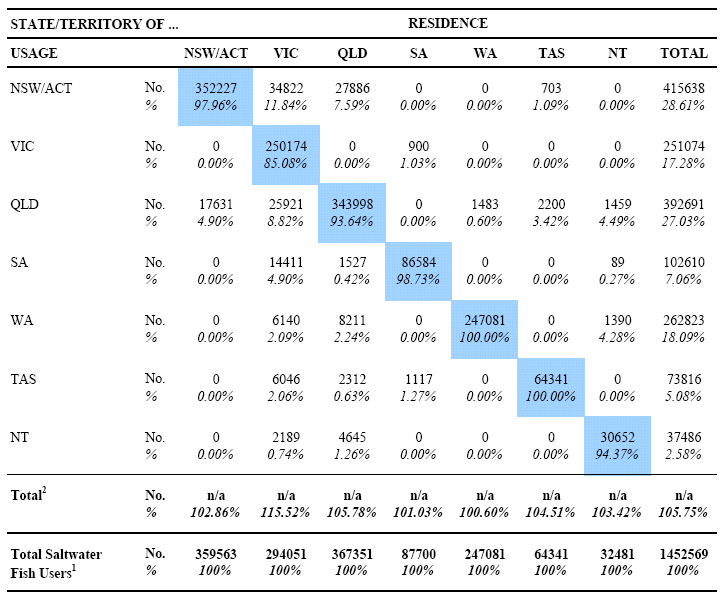 STATE/TERRITORY OF ... RESIDENCE
USAGE NSW/ACT VIC QLD SA WA TAS NT TOTAL
NSW/ACT No. 352227 34822 27886 0 0 703 0 415638
% 97.96% 11.84% 7.59% 0.00% 0.00% 1.09% 0.00% 28.61%
VIC No. 0 250174 0 900 0 0 0 251074
% 0.00% 85.08% 0.00% 1.03% 0.00% 0.00% 0.00% 17.28%
QLD No. 17631 25921 343998 0 1483 2200 1459 392691
% 4.90% 8.82% 93.64% 0.00% 0.60% 3.42% 4.49% 27.03%
SA No. 0 14411 1527 86584 0 0 89 102610
% 0.00% 4.90% 0.42% 98.73% 0.00% 0.00% 0.27% 7.06%
WA No. 0 6140 8211 0 247081 0 1390 262823
% 0.00% 2.09% 2.24% 0.00% 100.00% 0.00% 4.28% 18.09%
TAS No. 0 6046 2312 1117 0 64341 0 73816
% 0.00% 2.06% 0.63% 1.27% 0.00% 100.00% 0.00% 5.08%
NT No. 0 2189 4645 0 0 0 30652 37486
% 0.00% 0.74% 1.26% 0.00% 0.00% 0.00% 94.37% 2.58%
Total2 No. n/a n/a n/a n/a n/a n/a n/a n/a
% 102.86% 115.52% 105.78% 101.03% 100.60% 104.51% 103.42% 105.75%
Total Saltwater No. 359563 294051 367351 87700 247081 64341 32481 1452569
Fish Users1 % 100% 100% 100% 100% 100% 100% 100% 100%